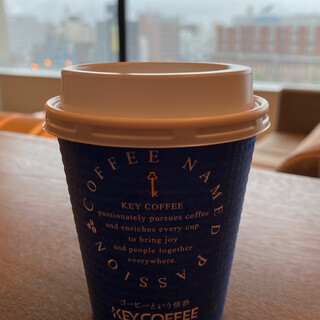 COFFEE NAMED PASSION
KEY COFFEE
passionately pursues coffee
and enriches every cup
to bring joy
and people together
everywhere.
コーヒーという情熱
KEY COFFEE